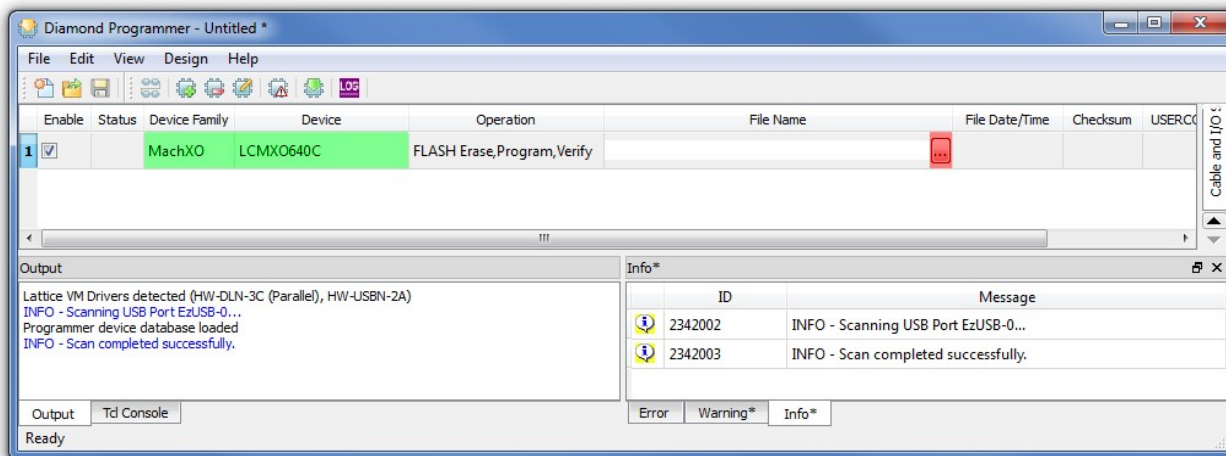 Diamond Programmer - Untitled *
File Edit View Design Help
LOG
Enable Status Device Family Device Operation File Name File Date/Time Checksum USERCO
1 MachXO LCMXO640C FLASH Erase,Program,Verify ...
Cable and I/O S
Output
Lattice VM Drivers detected (HW-DLN-3C (Parallel), HW-USBN-2A)
INFO - Scanning USB Port EzUSB-0...
Programmer device database loaded
INFO - Scan completed successfully.
Output Tcl Console
Info*
ID Message
2342002 INFO - Scanning USB Port EzUSB-0...
2342003 INFO - Scan completed successfully.
Error Warning* Info*
Ready